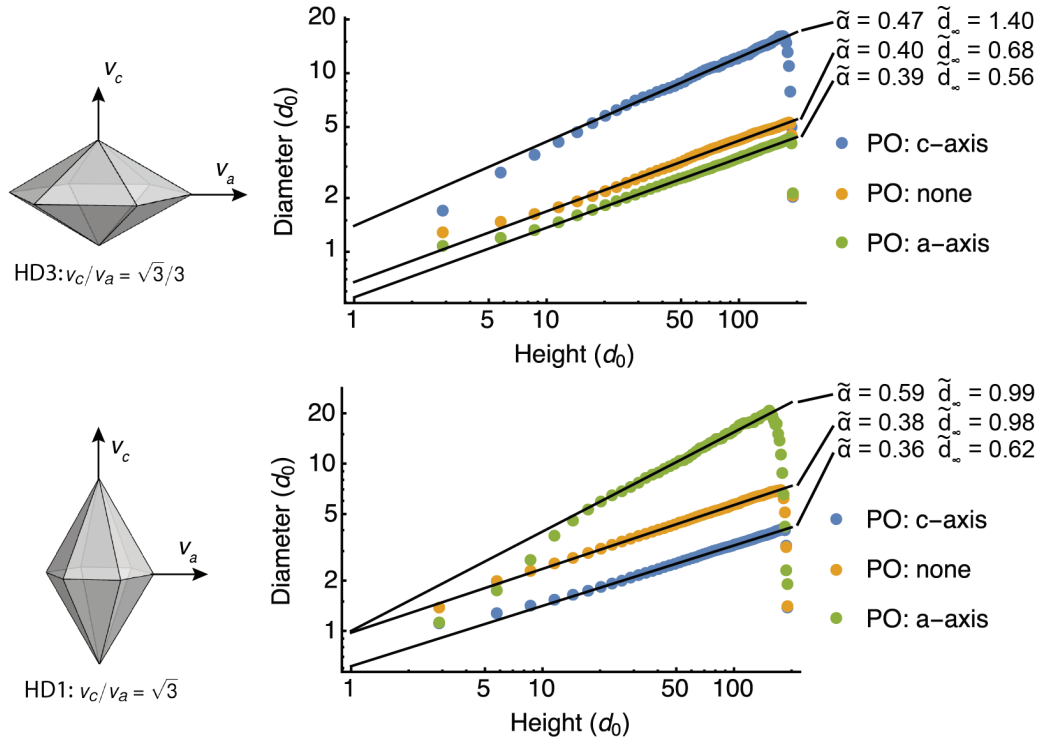 v_c
v_a
HD3: v_c/v_a = √3/3
20
10
5
2
1
Diameter (d_0)
1
5
10
50
100
Height (d_0)
α̃ = 0.47 d̃_∞ = 1.40
α̃ = 0.40 d̃_∞ = 0.68
α̃ = 0.39 d̃_∞ = 0.56
PO: c-axis
PO: none
PO: a-axis
v_c
v_a
HD1: v_c/v_a = √3
20
10
5
2
1
Diameter (d_0)
1
5
10
50
100
Height (d_0)
α̃ = 0.59 d̃_∞ = 0.99
α̃ = 0.38 d̃_∞ = 0.98
α̃ = 0.36 d̃_∞ = 0.62
PO: c-axis
PO: none
PO: a-axis